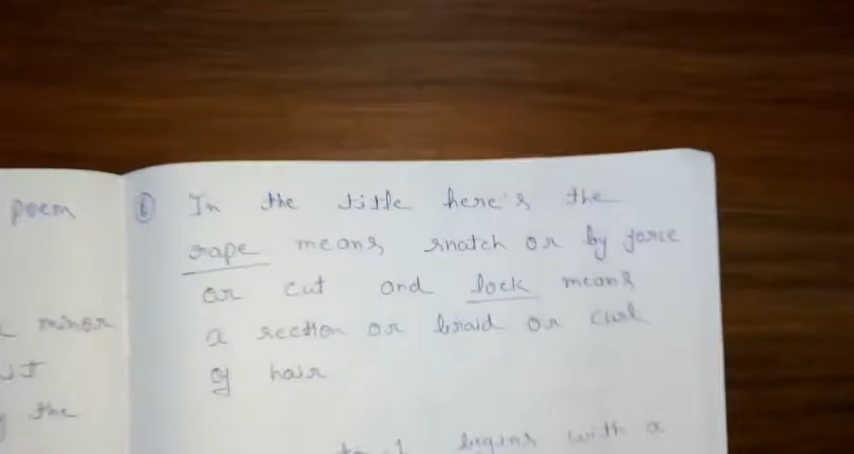 poem
minor
the
6 In the title here's the
rape means snatch or by force
or cut and lock means
a section or braid or curl
of hair
begins with a